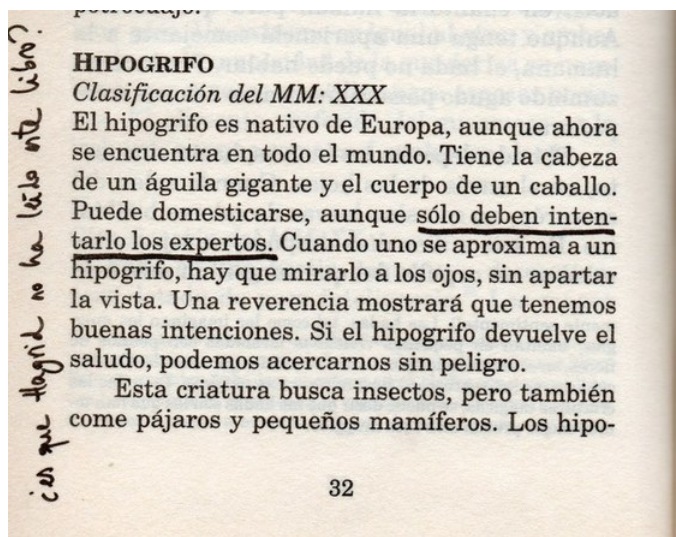 HIPOGRIFO
Clasificación del MM: XXX
El hipogrifo es nativo de Europa, aunque ahora
se encuentra en todo el mundo. Tiene la cabeza
de un águila gigante y el cuerpo de un caballo.
Puede domesticarse, aunque sólo deben inten-
tarlo los expertos. Cuando uno se aproxima a un
hipogrifo, hay que mirarlo a los ojos, sin apartar
la vista. Una reverencia mostrará que tenemos
buenas intenciones. Si el hipogrifo devuelve el
saludo, podemos acercarnos sin peligro.
Esta criatura busca insectos, pero también
come pájaros y pequeños mamíferos. Los hipo-
32
¿es que Hagrid no ha leído este libro?